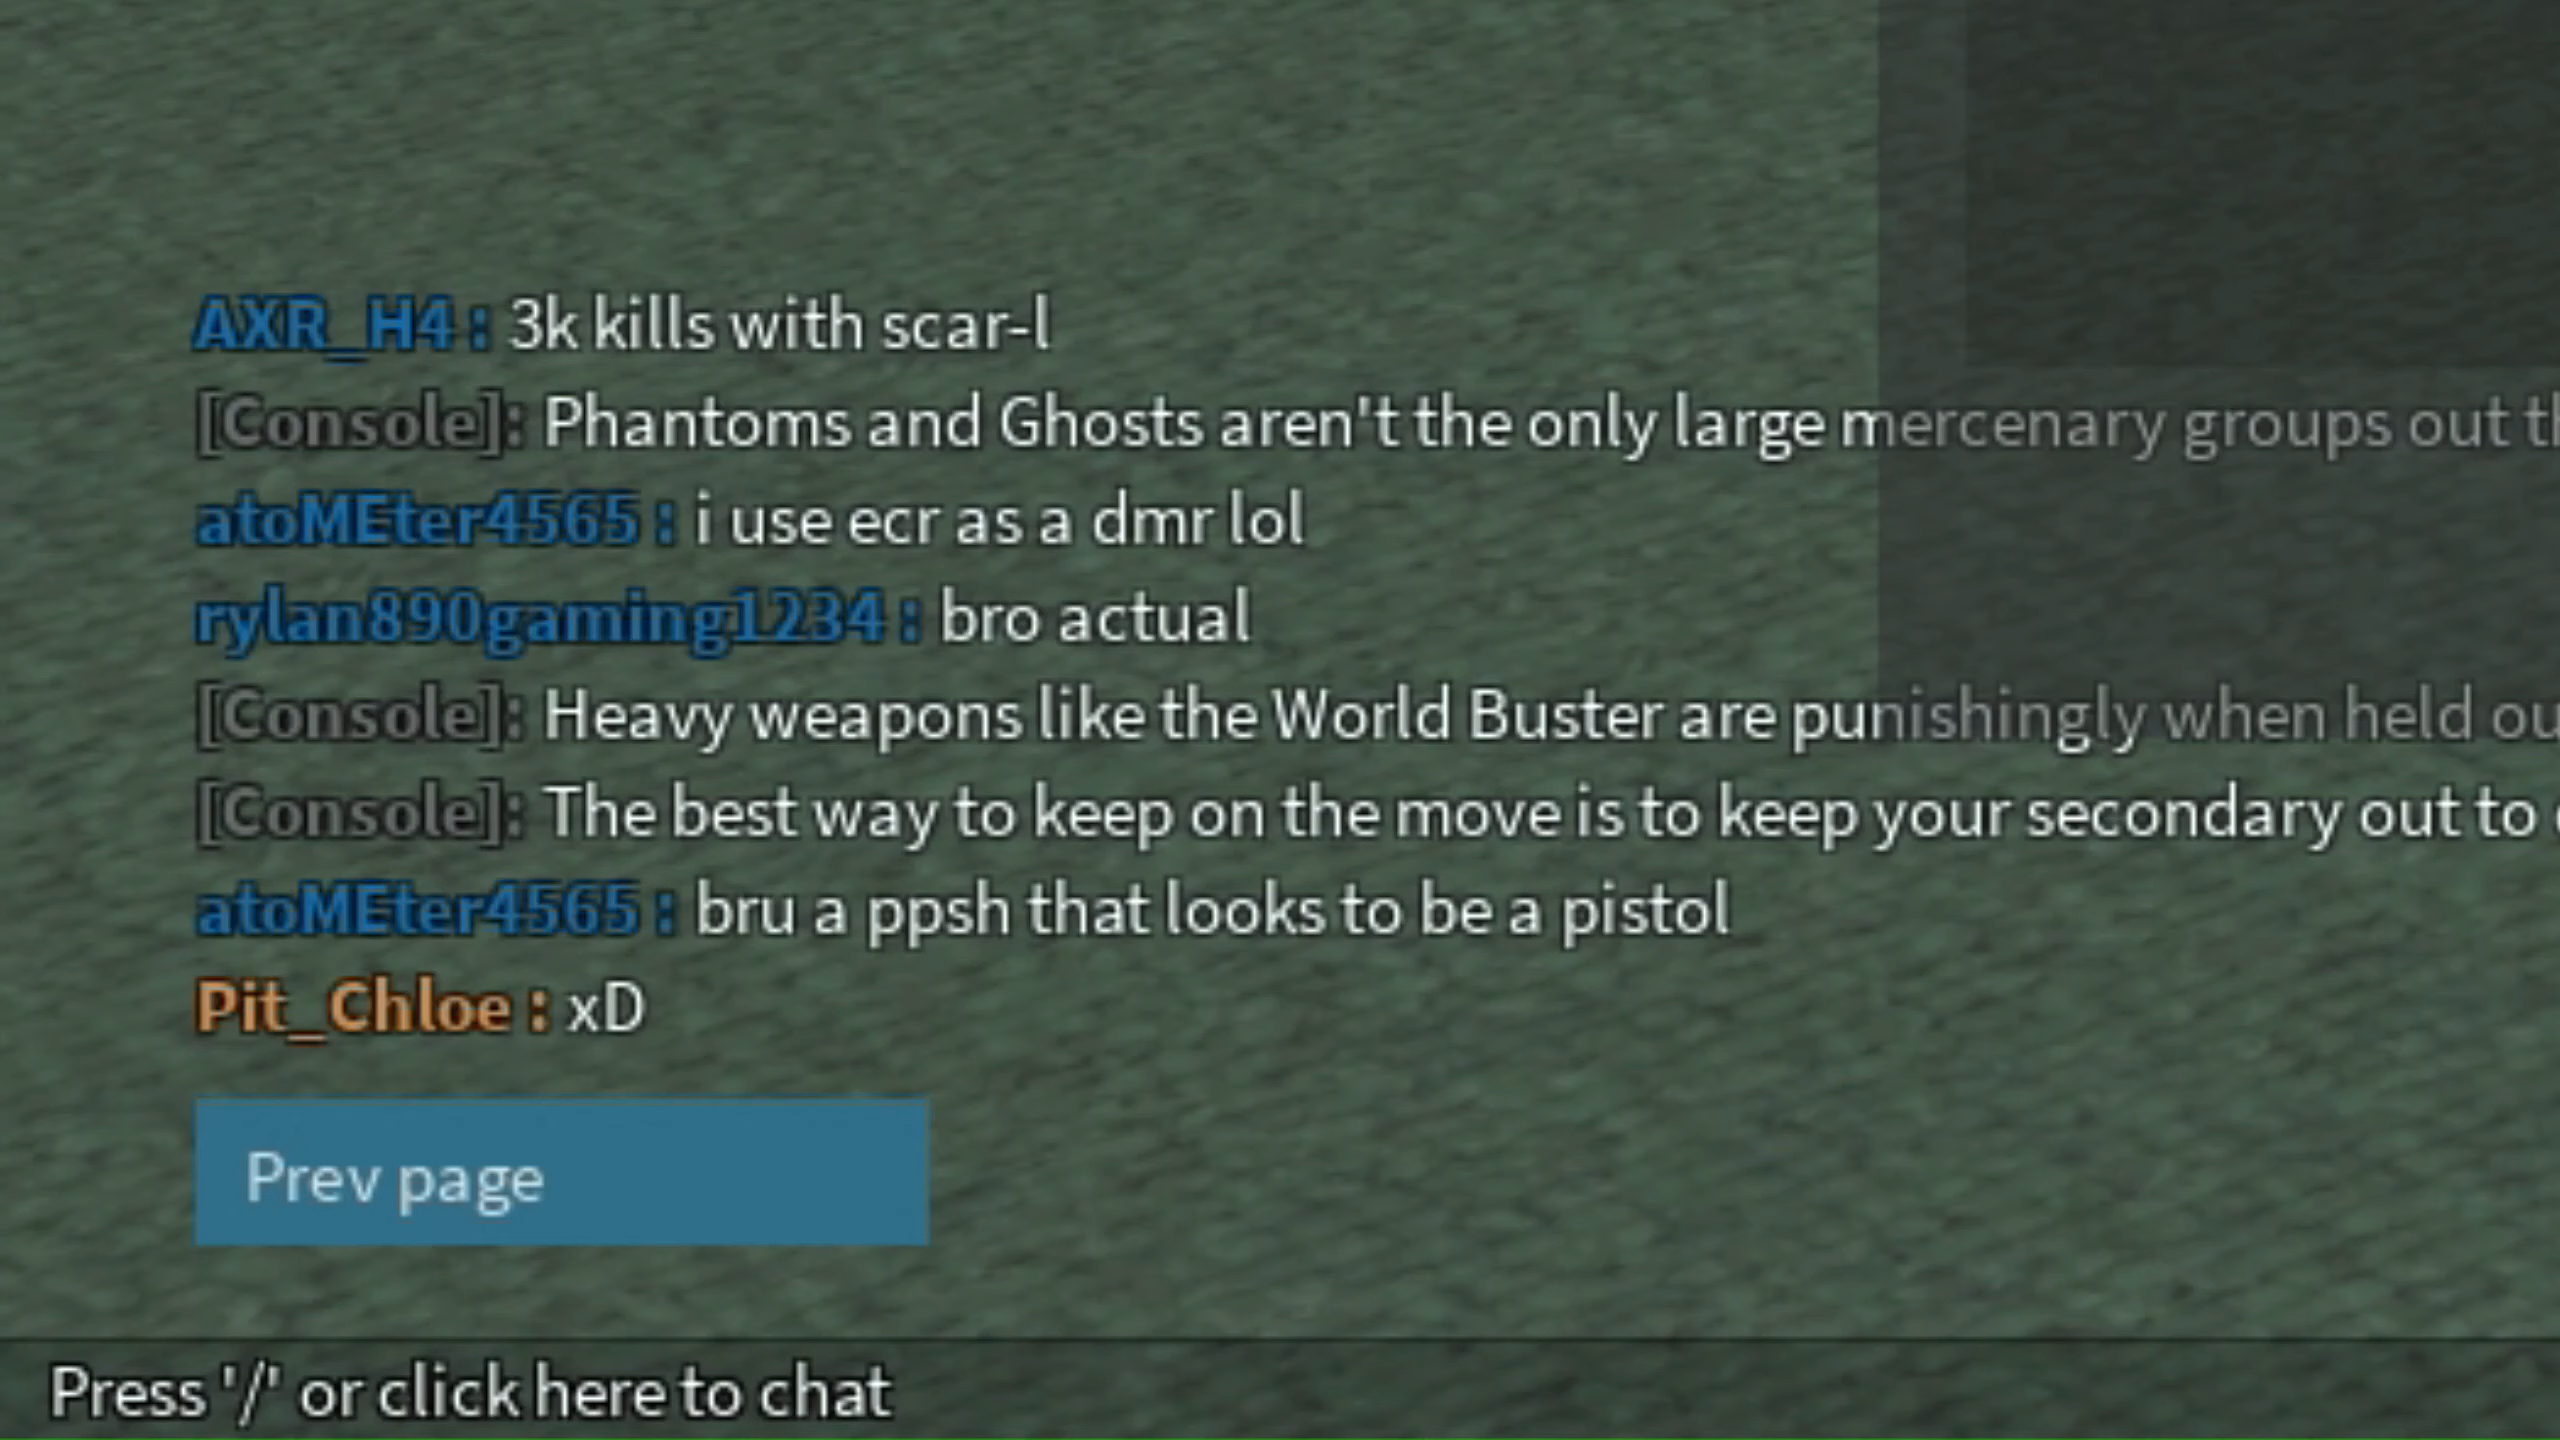 AXR_H4 : 3k kills with scar-l
[Console]: Phantoms and Ghosts aren't the only large mercenary groups out
atoMEter4565 : i use ecr as a dmr lol
rylan890gaming1234 : bro actual
[Console]: Heavy weapons like the World Buster are punishingly when held
[Console]: The best way to keep on the move is to keep your secondary out to
atoMEter4565 : bru a ppsh that looks to be a pistol
Pit_Chloe : xD
Prev page
Press '/' or click here to chat